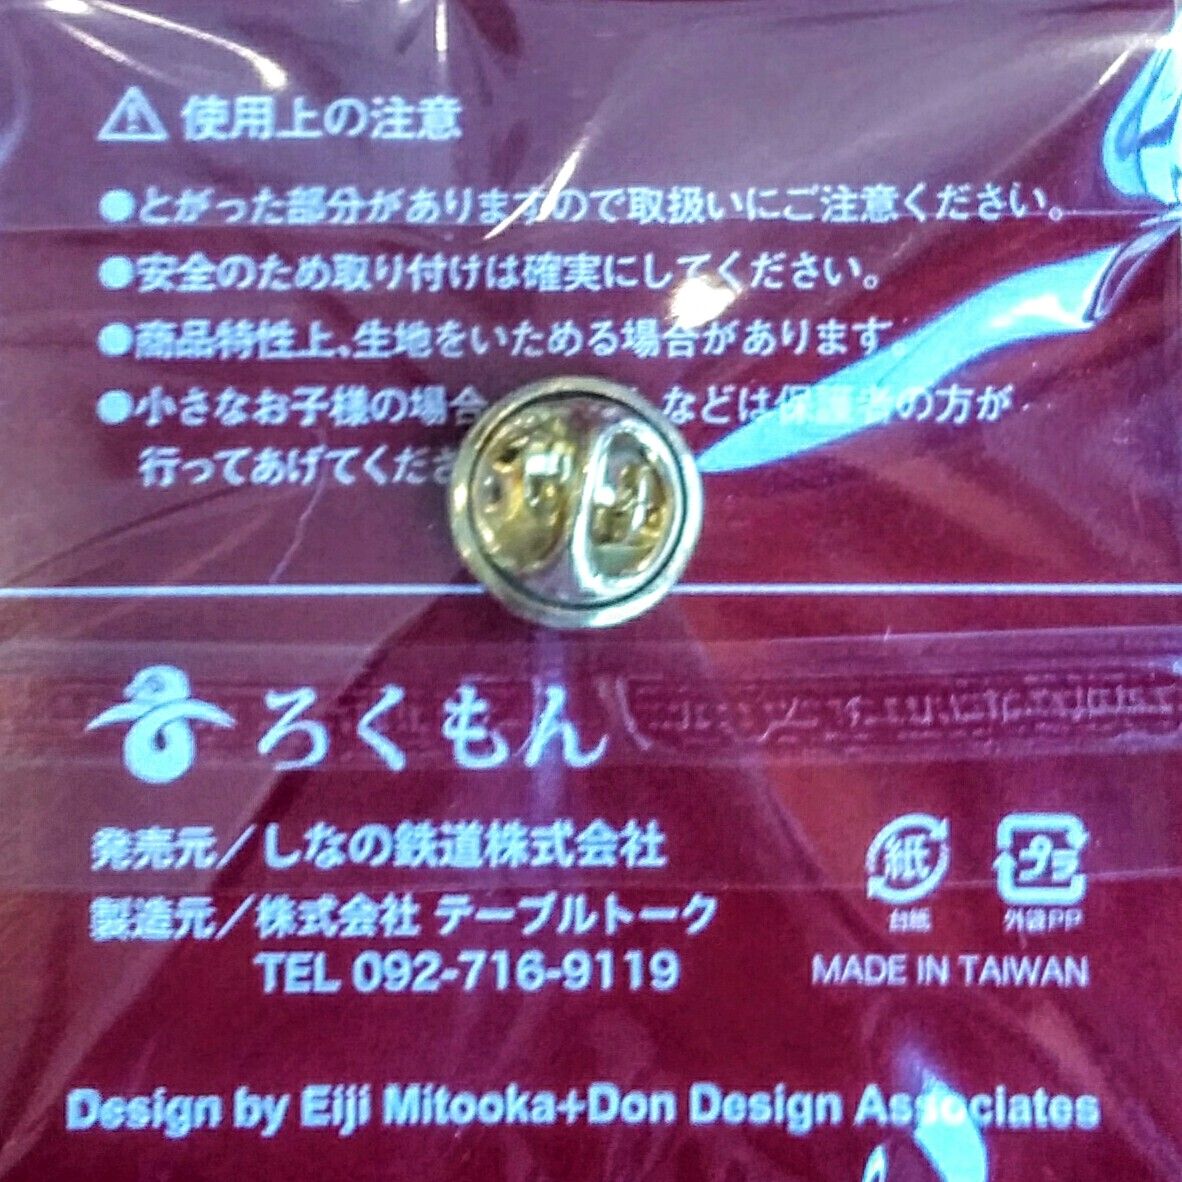 使用上の注意
●とがった部分がありますので取扱いにご注意ください。
●安全のため取り付けは確実にしてください。
●商品特性上、生地をいためる場合があります。
●小さなお子様の場合 などは保護者の方が
行ってあげてくださ
ろくもん
発売元／しなの鉄道株式会社
製造元／株式会社 テーブルトーク
TEL 092-716-9119
紙 プラ
台紙 外袋PP
MADE IN TAIWAN
Design by Eiji Mitooka+Don Design Associates